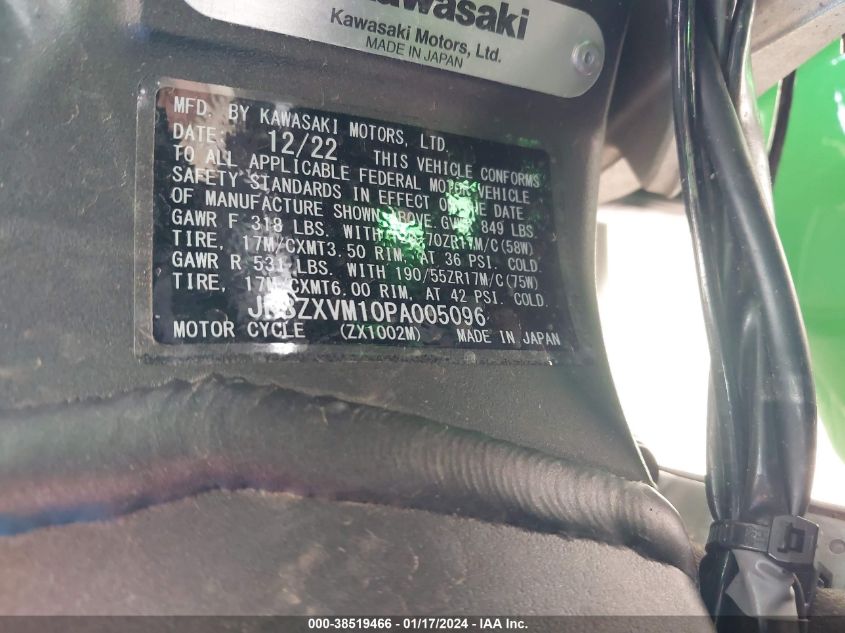 Kawasaki
Kawasaki Motors, Ltd.
MADE IN JAPAN
MFD. BY KAWASAKI MOTORS, LTD.
DATE: 12/22 THIS VEHICLE CONFORMS
TO ALL APPLICABLE FEDERAL MOTOR VEHICLE
SAFETY STANDARDS IN EFFECT ON THE DATE
OF MANUFACTURE SHOWN ABOVE GVWR 849 LBS
GAWR F 318 LBS. WITH 70ZR17M/C(58W)
TIRE, 17M/CXMT3.50 RIM, AT 36 PSI. COLD.
GAWR R 531 LBS. WITH 190/55ZR17M/C(75W)
TIRE, 17M/CXMT6.00 RIM, AT 42 PSI. COLD.
ZXVM10PA005096
MOTOR CYCLE (ZX1002M) MADE IN JAPAN
000-38519466 - 01/17/2024 - IAA Inc.